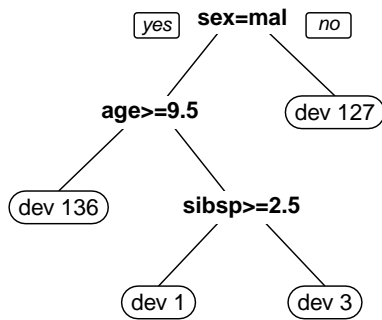 yes sex=mal no
age>=9.5 dev 127
dev 136 sibsp>=2.5
dev 1 dev 3